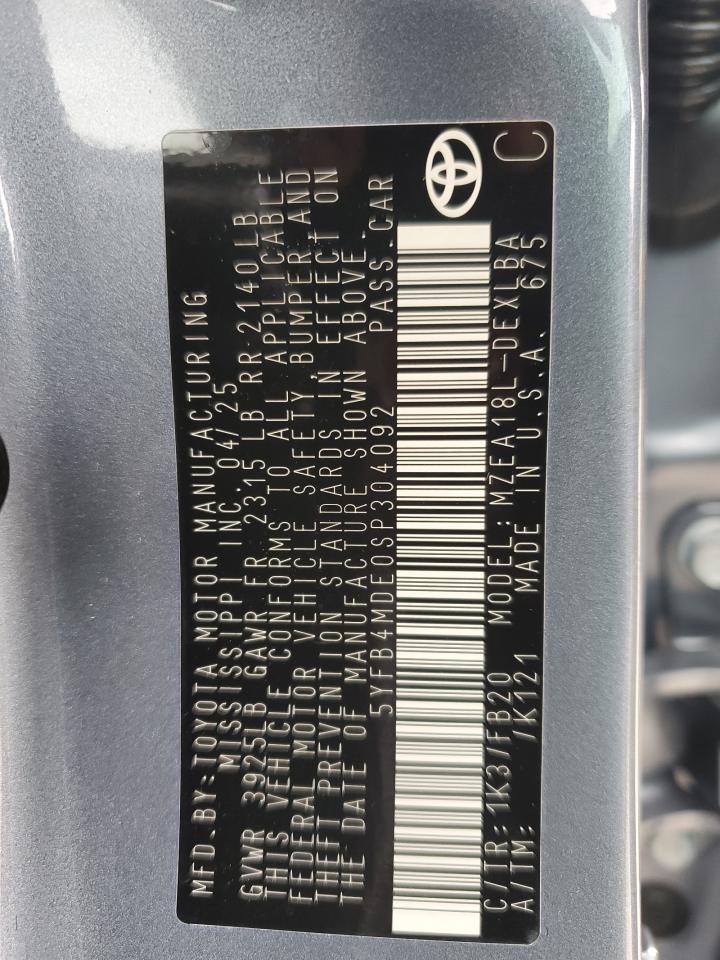 MFD.BY:TOYOTA MOTOR MANUFACTURING
MISSISSIPPI INC. 04/25
GVWR 3925LB GAWR FR 2315 LB RR 2140LB
THIS VEHICLE CONFORMS TO ALL APPLICABLE
FEDERAL MOTOR VEHICLE SAFETY BUMPER AND
THEFT PREVENTION STANDARDS IN EFFECT ON
THE DATE OF MANUFACTURE SHOWN ABOVE.
5YFB4MDE0SP304092 PASS.CAR
C/TR:1K3/FB20 MODEL:MZEA18L-DEXLBA
A/TM: /K121 MADE IN U.S.A. 675
C